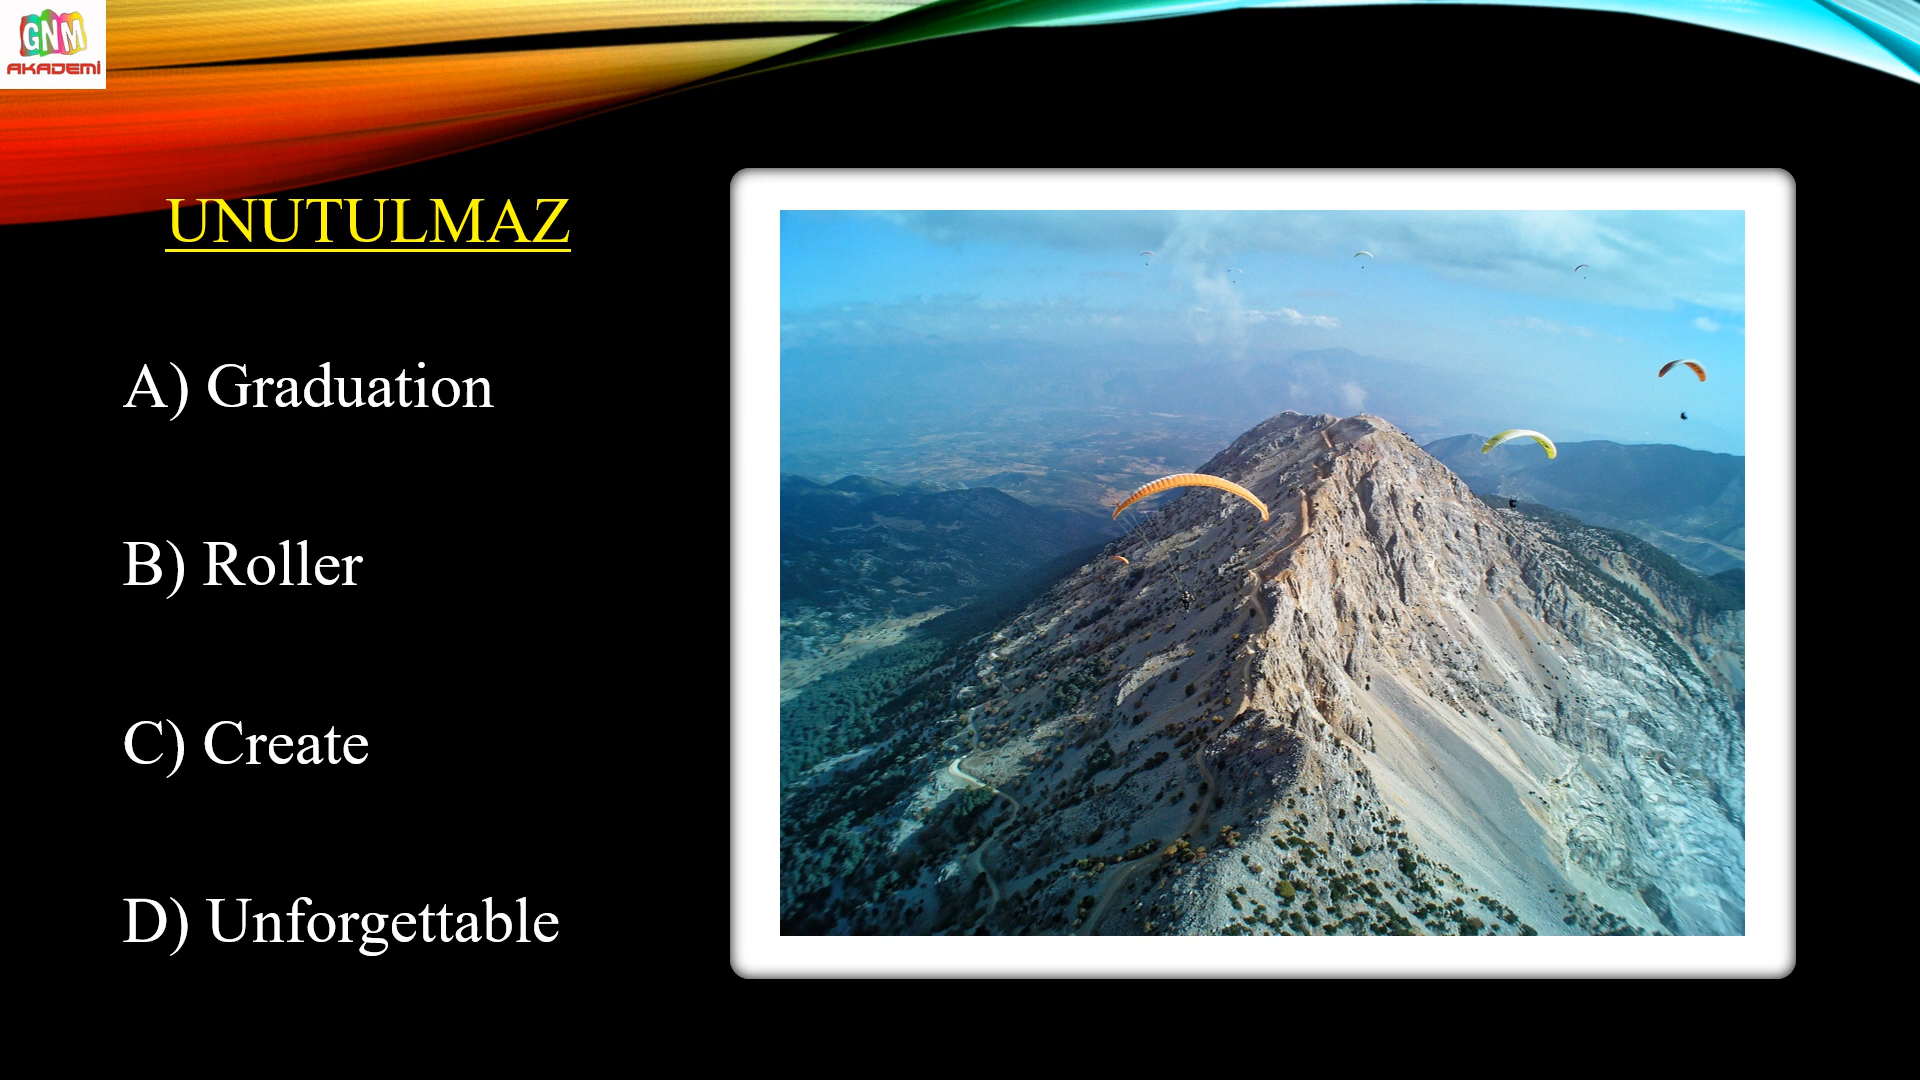 GNM
AKADEMİ
UNUTULMAZ
A) Graduation
B) Roller
C) Create
D) Unforgettable